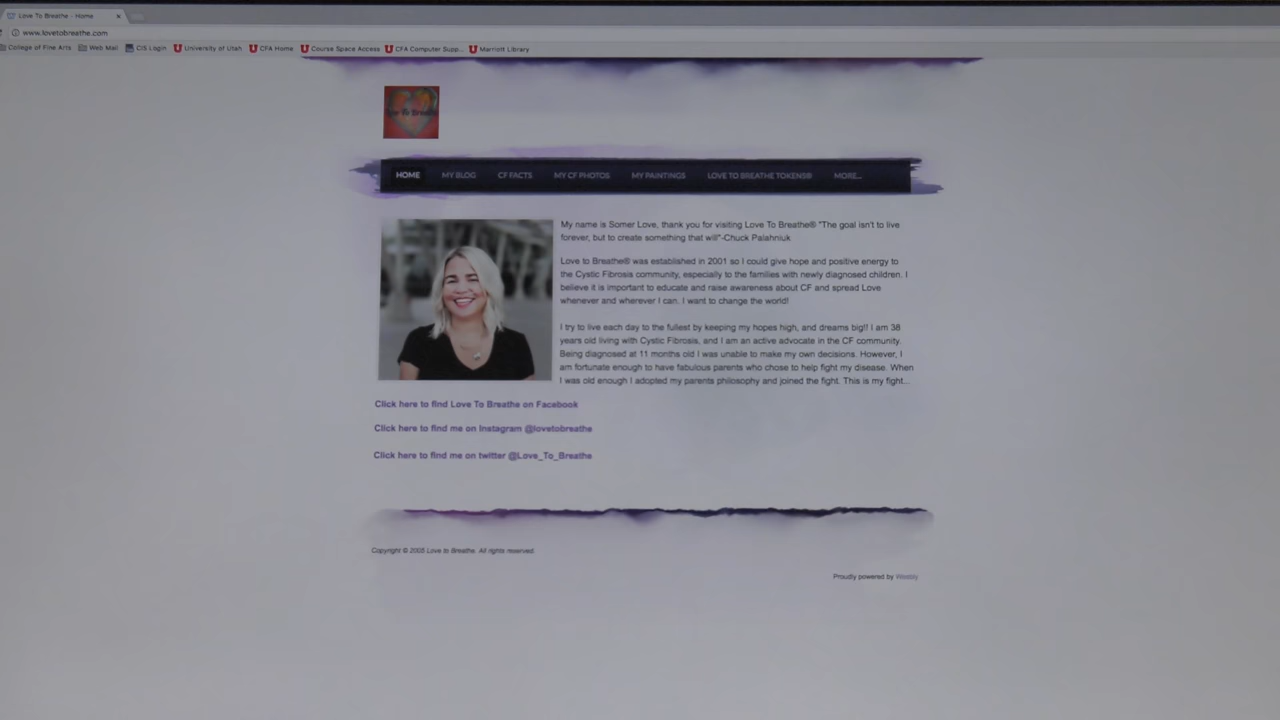 Love To Breathe - Home
www.lovetobreathe.com
College of Fine Arts Web Mail CIS Login University of Utah CFA Home Course Space Access CFA Computer Supp... Marriott Library
HOME MY BLOG CF FACTS MY CF PHOTOS MY PAINTINGS LOVE TO BREATHE TOKENS® MORE...
My name is Somer Love, thank you for visiting Love To Breathe® "The goal isn't to live
forever, but to create something that will"-Chuck Palahniuk
Love to Breathe® was established in 2001 so I could give hope and positive energy to
the Cystic Fibrosis community, especially to the families with newly diagnosed children. I
believe it is important to educate and raise awareness about CF and spread Love
whenever and wherever I can. I want to change the world!
I try to live each day to the fullest by keeping my hopes high, and dreams big!! I am 38
years old living with Cystic Fibrosis, and I am an active advocate in the CF community.
Being diagnosed at 11 months old I was unable to make my own decisions. However, I
am fortunate enough to have fabulous parents who chose to help fight my disease. When
I was old enough I adopted my parents philosophy and joined the fight. This is my fight...
Click here to find Love To Breathe on Facebook
Click here to find me on Instagram @lovetobreathe
Click here to find me on twitter @Love_To_Breathe
Copyright © 2005 Love to Breathe. All rights reserved.
Proudly powered by Weebly